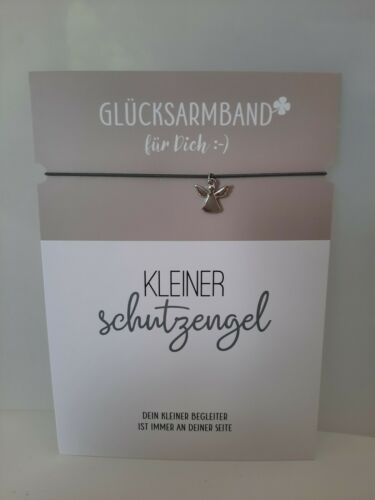 GLÜCKSARMBAND
für Dich :-)
KLEINER
schutzengel
DEIN KLEINER BEGLEITER
IST IMMER AN DEINER SEITE